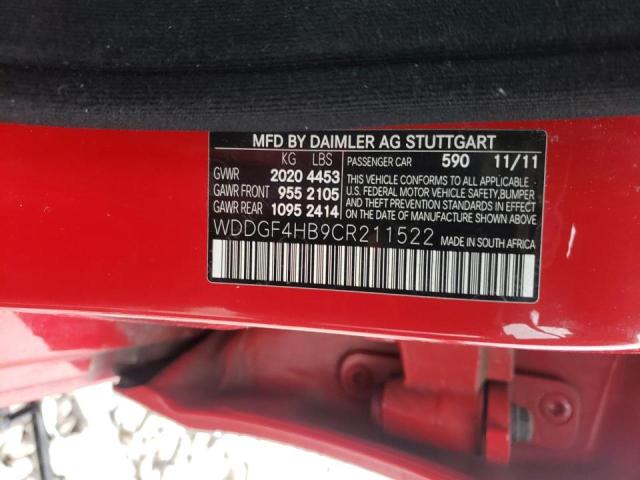 MFD BY DAIMLER AG STUTTGART
KG LBS PASSENGER CAR 590 11/11
GVWR 2020 4453
GAWR FRONT 955 2105
GAWR REAR 1095 2414
THIS VEHICLE CONFORMS TO ALL APPLICABLE
U.S. FEDERAL MOTOR VEHICLE SAFETY, BUMPER
AND THEFT PREVENTION STANDARDS IN EFFECT
ON THE DATE OF MANUFACTURE SHOWN ABOVE.
WDDGF4HB9CR211522 MADE IN SOUTH AFRICA